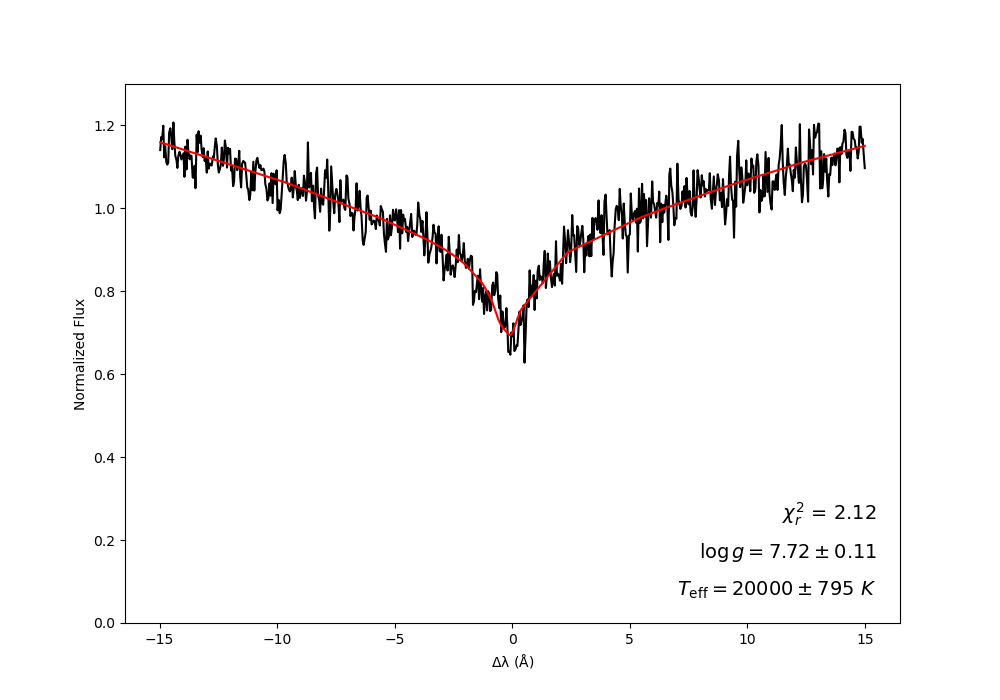 1.2
1.0
0.8
0.6
0.4
0.2
0.0
Normalized Flux
χ²ᵣ = 2.12
log g = 7.72 ± 0.11
T_eff = 20000 ± 795 K
−15 −10 −5 0 5 10 15
Δλ (Å)